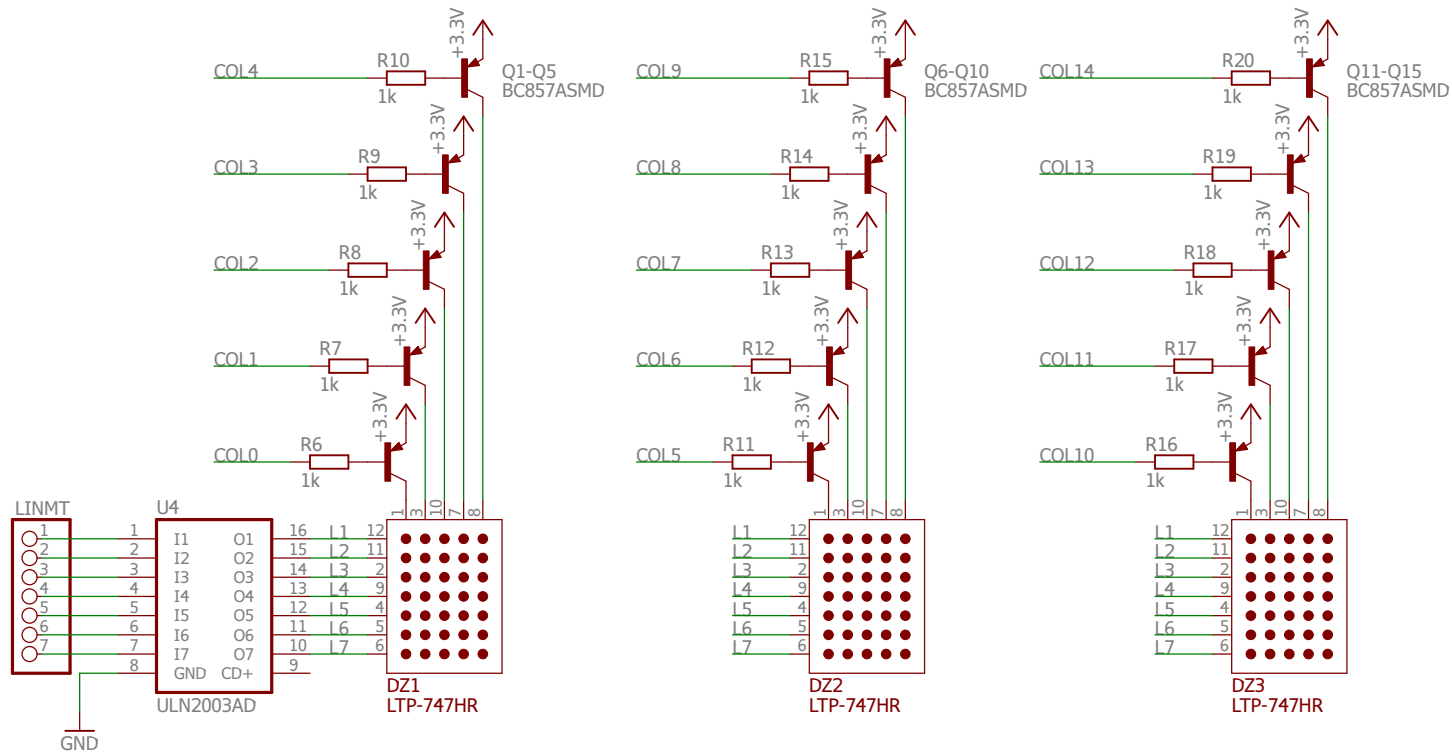 +3.3V +3.3V +3.3V
COL4 R10 1k Q1-Q5 BC857ASMD
COL9 R15 1k Q6-Q10 BC857ASMD
COL14 R20 1k Q11-Q15 BC857ASMD
+3.3V +3.3V +3.3V
COL3 R9 1k
COL8 R14 1k
COL13 R19 1k
+3.3V +3.3V +3.3V
COL2 R8 1k
COL7 R13 1k
COL12 R18 1k
+3.3V +3.3V +3.3V
COL1 R7 1k
COL6 R12 1k
COL11 R17 1k
+3.3V +3.3V +3.3V
COL0 R6 1k
COL5 R11 1k
COL10 R16 1k
LINMT U4 1 3 10 7 8 1 3 10 7 8 1 3 10 7 8
1 1 I1 O1 16 L1 12 L1 12 L1 12
2 2 I2 O2 15 L2 11 L2 11 L2 11
3 3 I3 O3 14 L3 2 L3 2 L3 2
4 4 I4 O4 13 L4 9 L4 9 L4 9
5 5 I5 O5 12 L5 4 L5 4 L5 4
6 6 I6 O6 11 L6 5 L6 5 L6 5
7 7 I7 O7 10 L7 6 L7 6 L7 6
8 GND CD+ 9
DZ1 DZ2 DZ3
ULN2003AD LTP-747HR LTP-747HR LTP-747HR
GND